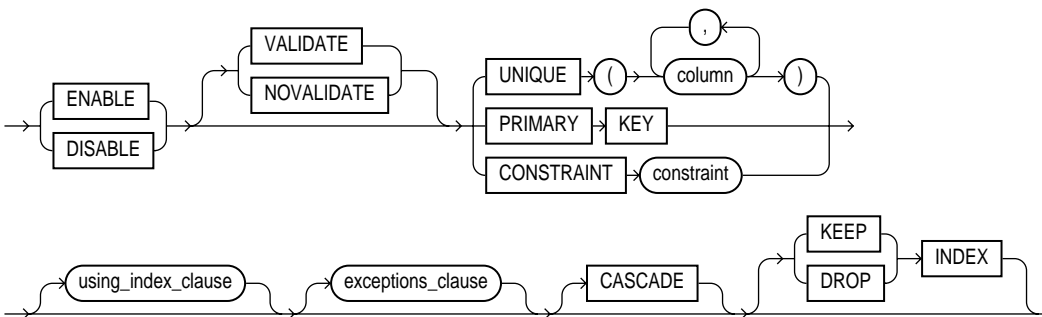 ENABLE
DISABLE
VALIDATE
NOVALIDATE
UNIQUE ( column , )
PRIMARY KEY
CONSTRAINT constraint
using_index_clause exceptions_clause CASCADE
KEEP
DROP
INDEX